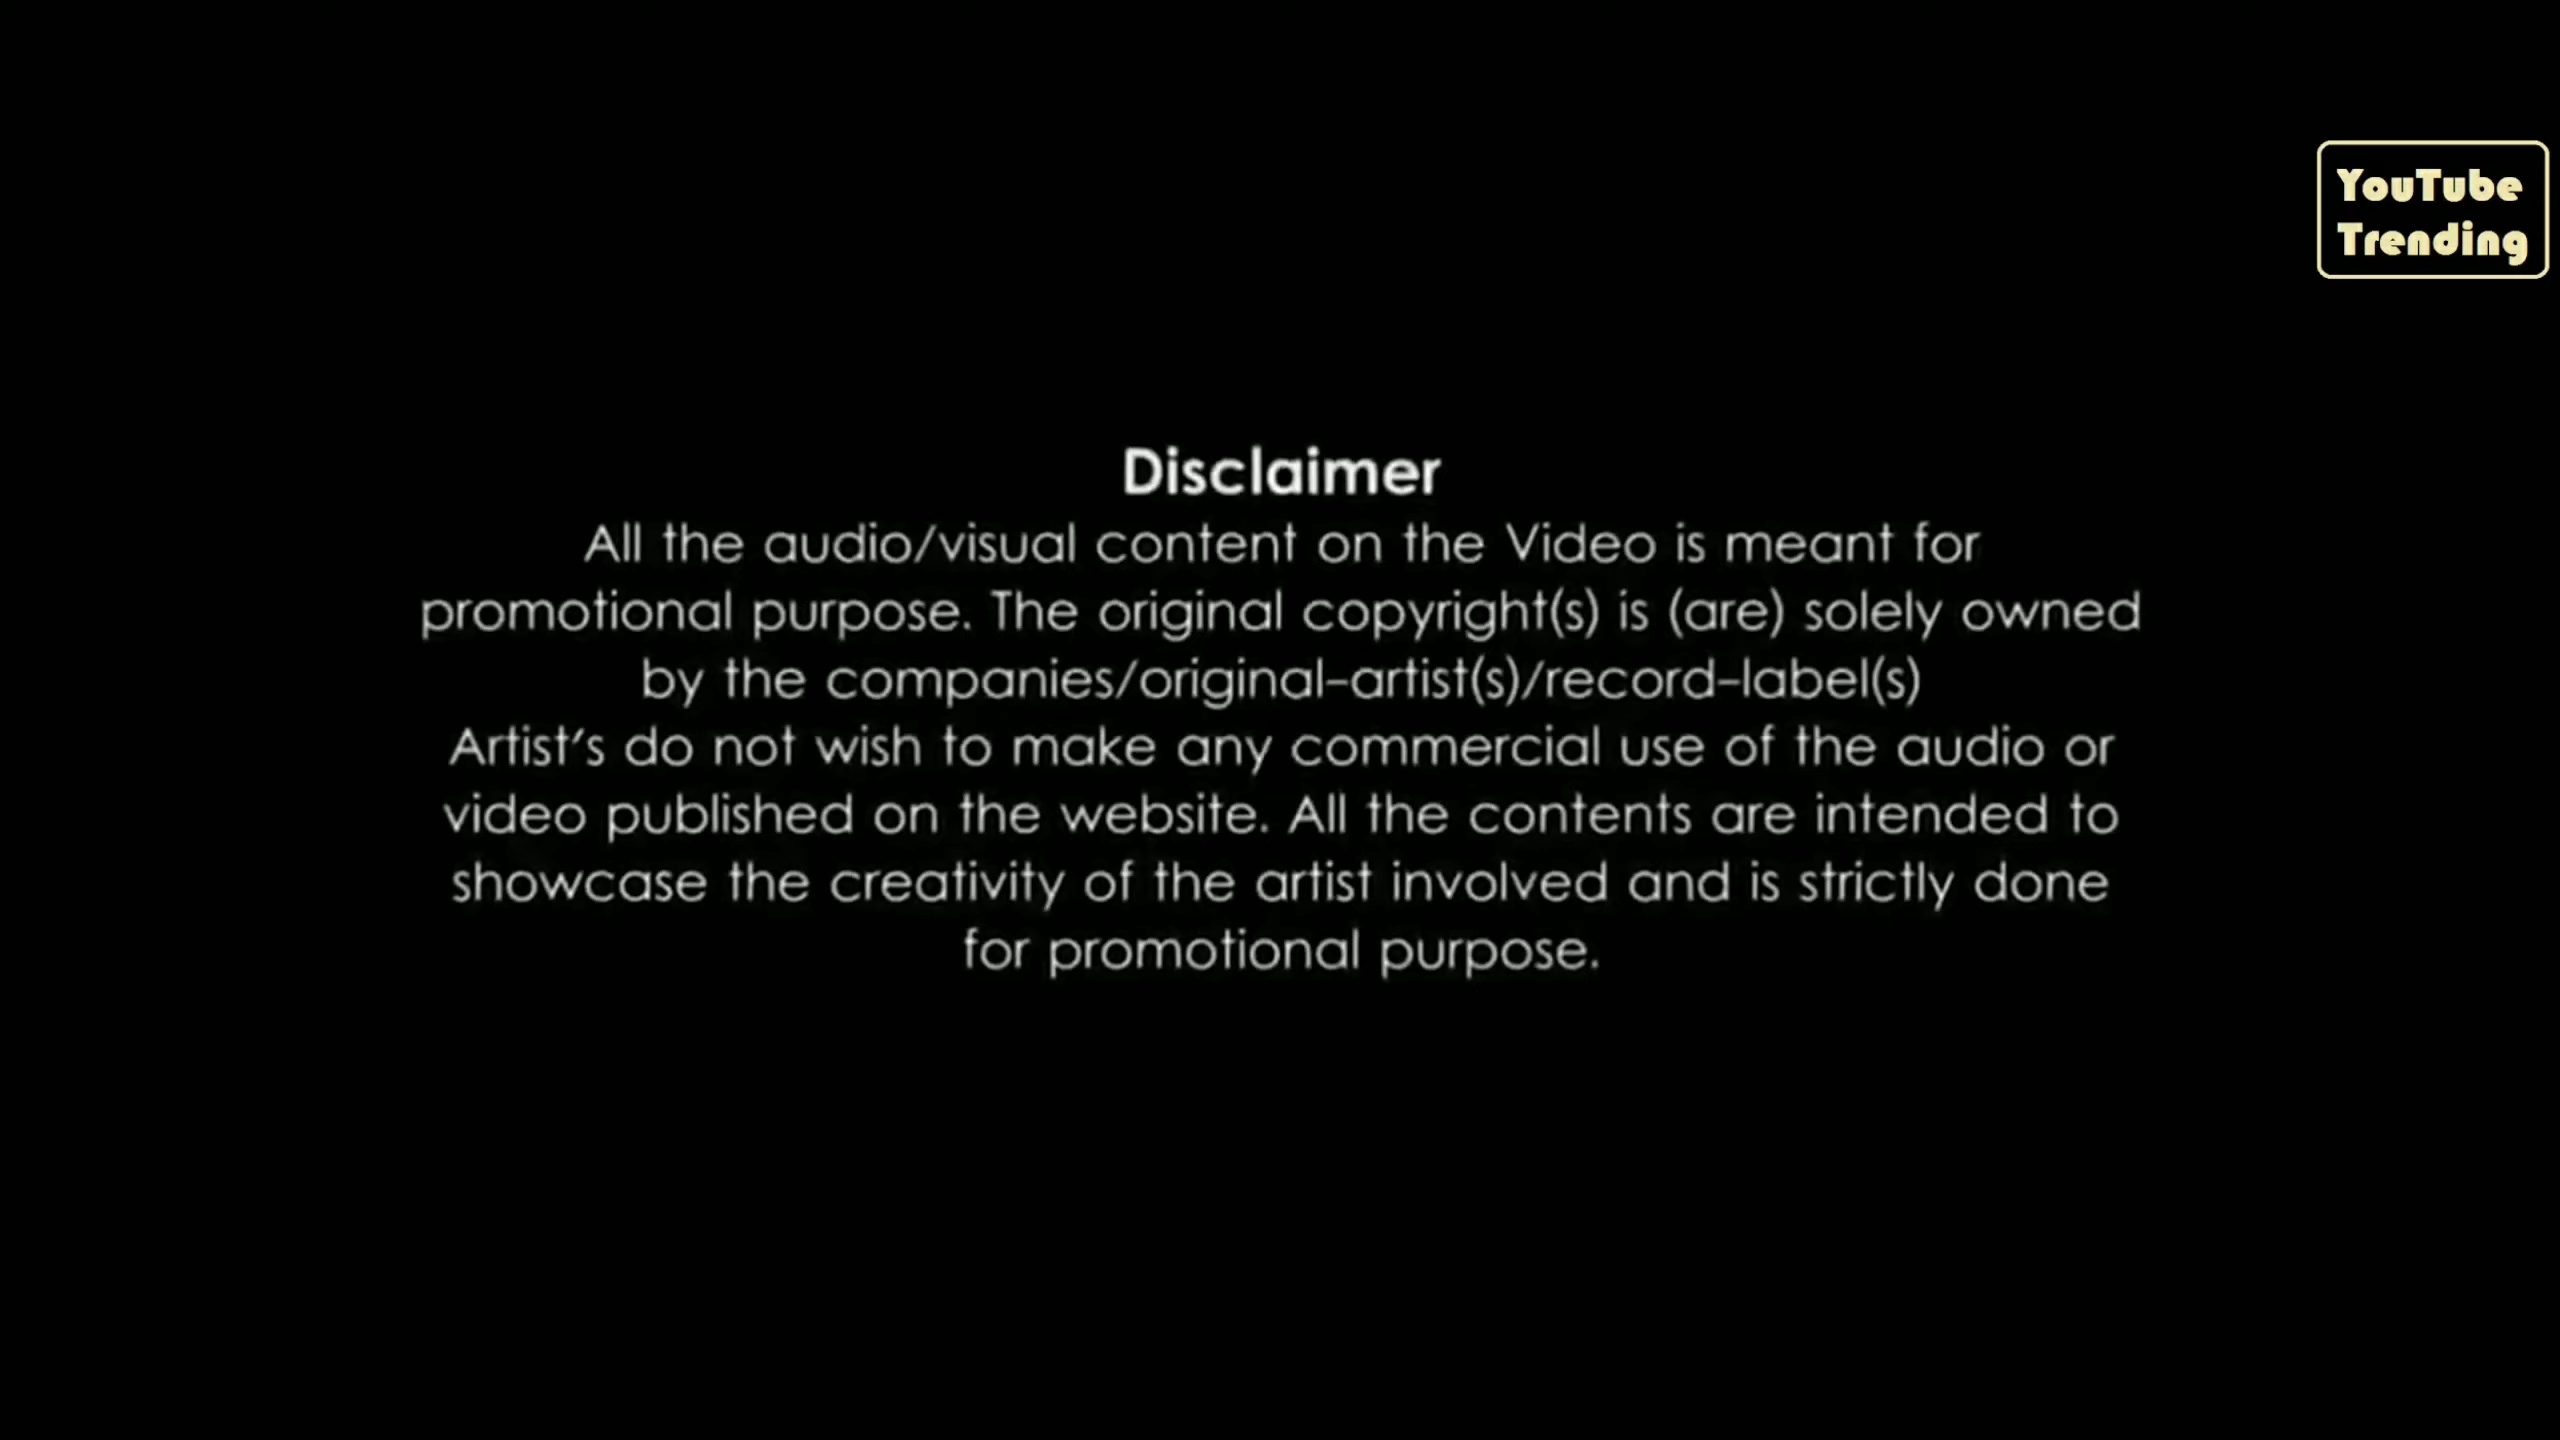 YouTube
Trending
Disclaimer
All the audio/visual content on the Video is meant for
promotional purpose. The original copyright(s) is (are) solely owned
by the companies/original-artist(s)/record-label(s)
Artist's do not wish to make any commercial use of the audio or
video published on the website. All the contents are intended to
showcase the creativity of the artist involved and is strictly done
for promotional purpose.